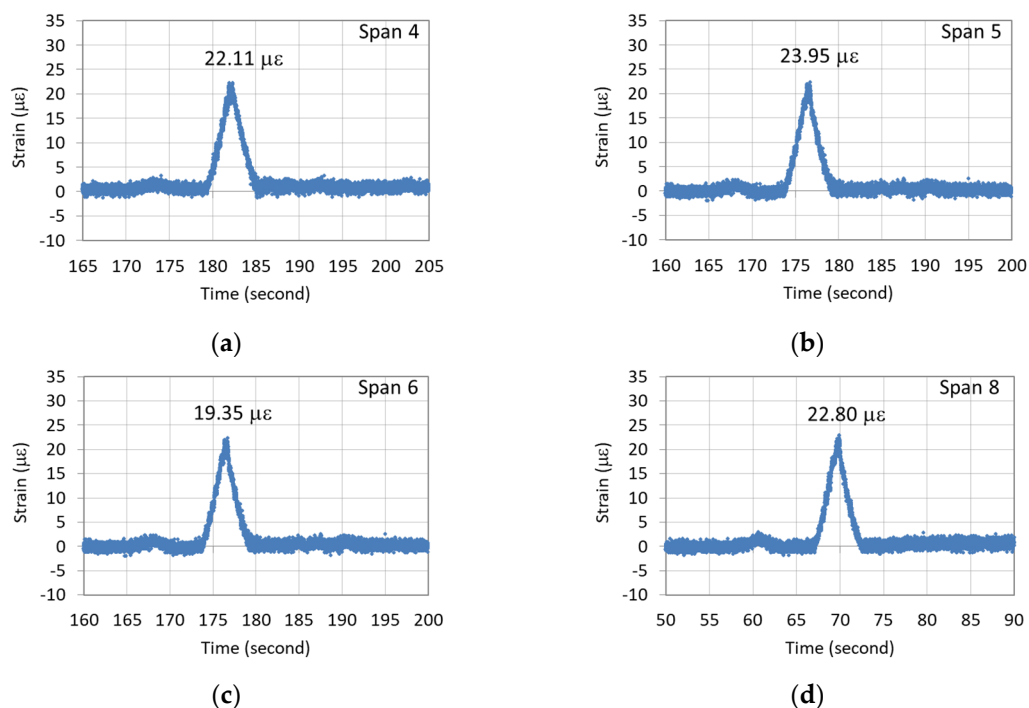 Span 4
22.11 με
Strain (με)
35
30
25
20
15
10
5
0
-5
-10
165 170 175 180 185 190 195 200 205
Time (second)
(a)
Span 5
23.95 με
Strain (με)
35
30
25
20
15
10
5
0
-5
-10
160 165 170 175 180 185 190 195 200
Time (second)
(b)
Span 6
19.35 με
Strain (με)
35
30
25
20
15
10
5
0
-5
-10
160 165 170 175 180 185 190 195 200
Time (second)
(c)
Span 8
22.80 με
Strain (με)
35
30
25
20
15
10
5
0
-5
-10
50 55 60 65 70 75 80 85 90
Time (second)
(d)